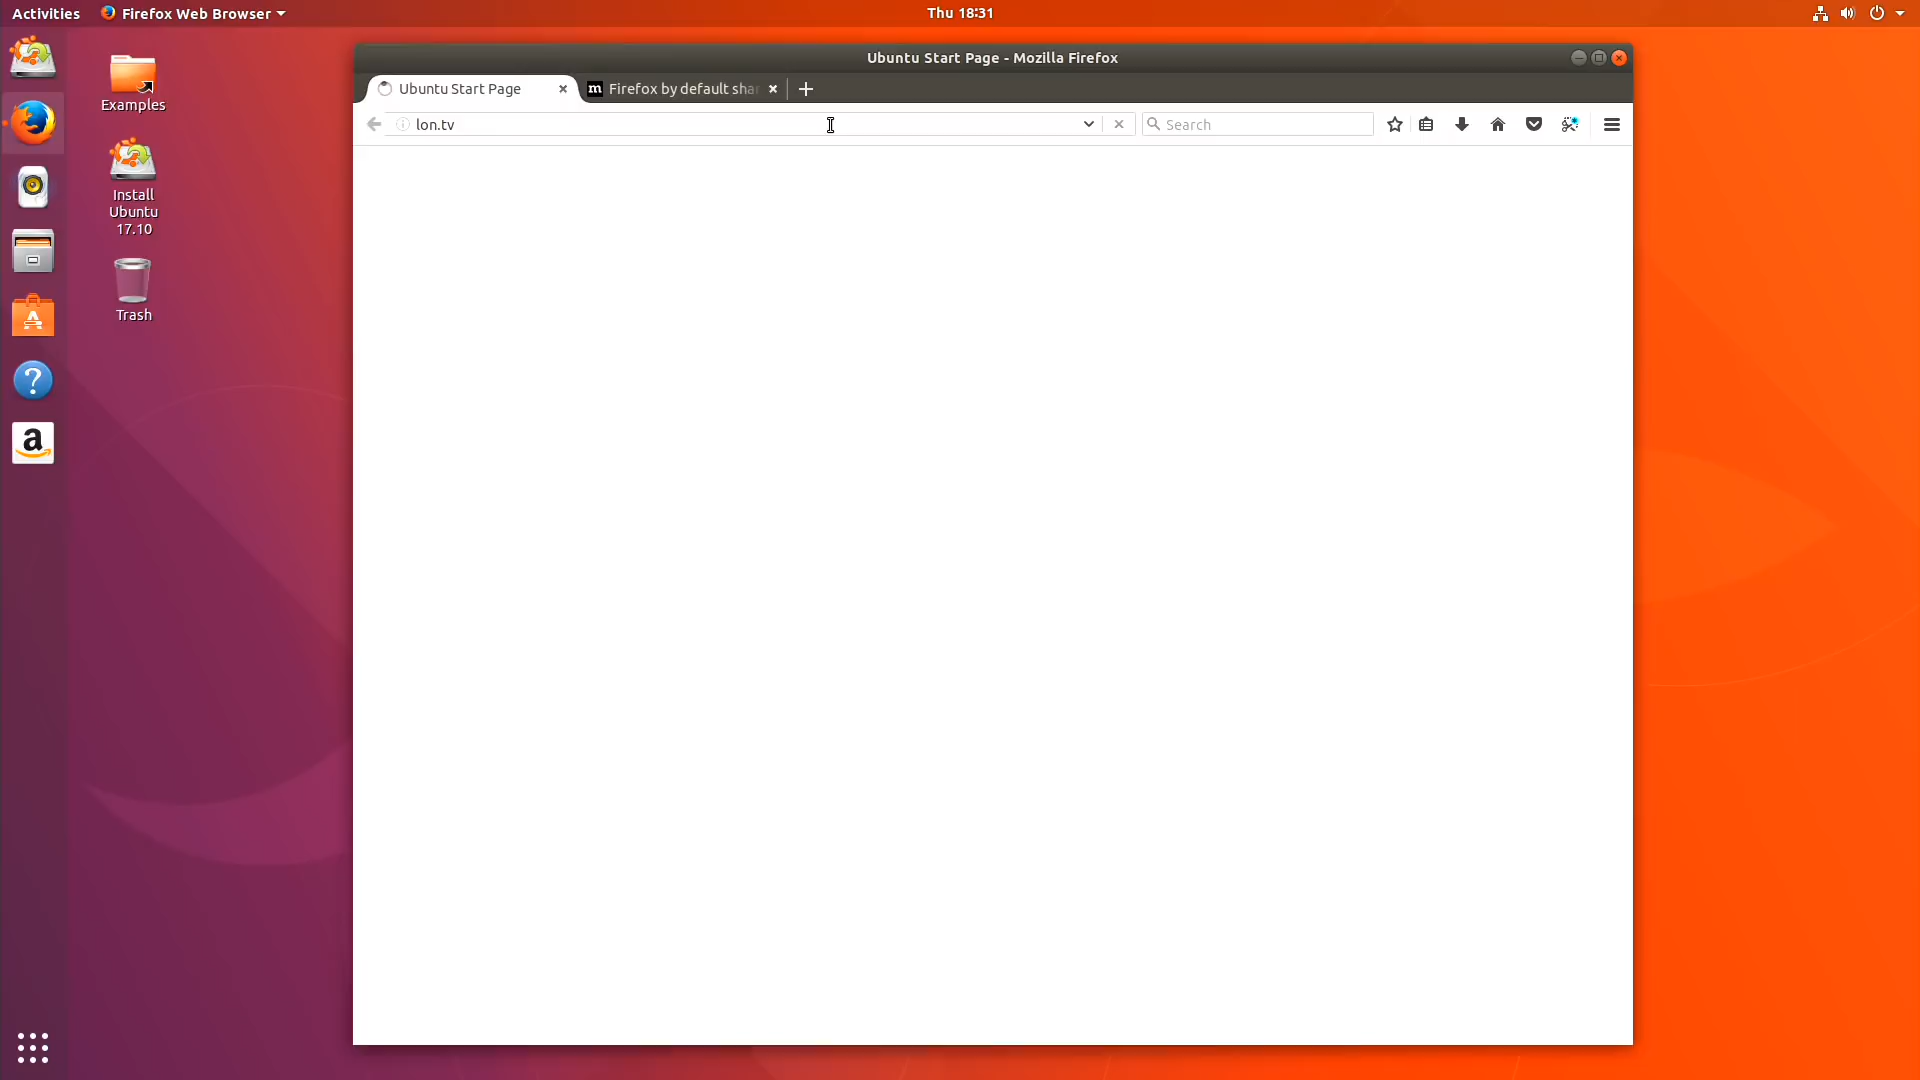 Activities
Firefox Web Browser
Thu 18:31
Examples
Install
Ubuntu
17.10
Trash
Ubuntu Start Page - Mozilla Firefox
Ubuntu Start Page
m
Firefox by default shar
lon.tv
Search
A
?
a